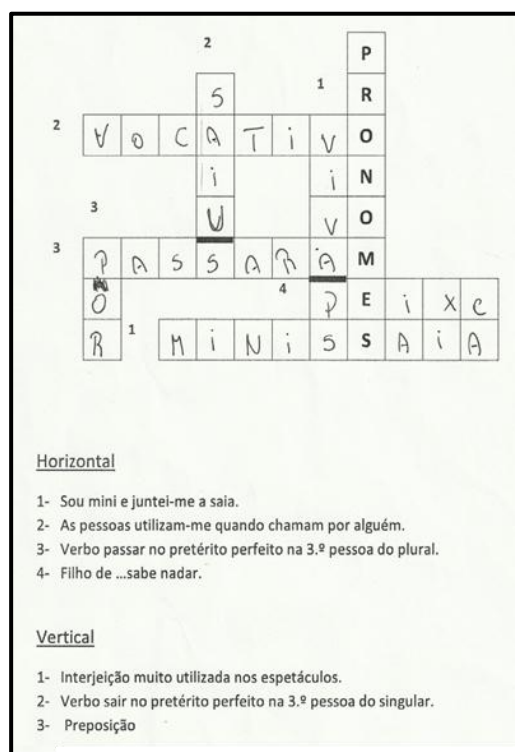 2 P
S 1 R
2 V O C A T i V O
i i N
3 U V O
3 P A S S A R A M
O 4 P E i X e
R 1 M i N i S S A i A
Horizontal
1- Sou mini e juntei-me a saia.
2- As pessoas utilizam-me quando chamam por alguém.
3- Verbo passar no pretérito perfeito na 3.º pessoa do plural.
4- Filho de ...sabe nadar.
Vertical
1- Interjeição muito utilizada nos espetáculos.
2- Verbo sair no pretérito perfeito na 3.º pessoa do singular.
3- Preposição